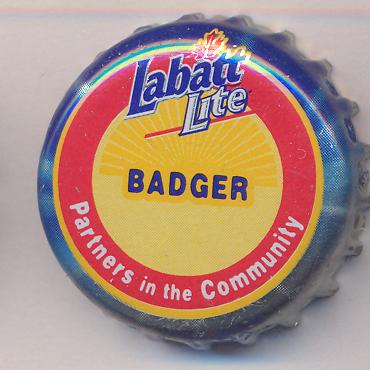 Labatt
Lite
BADGER
Partners in the Community